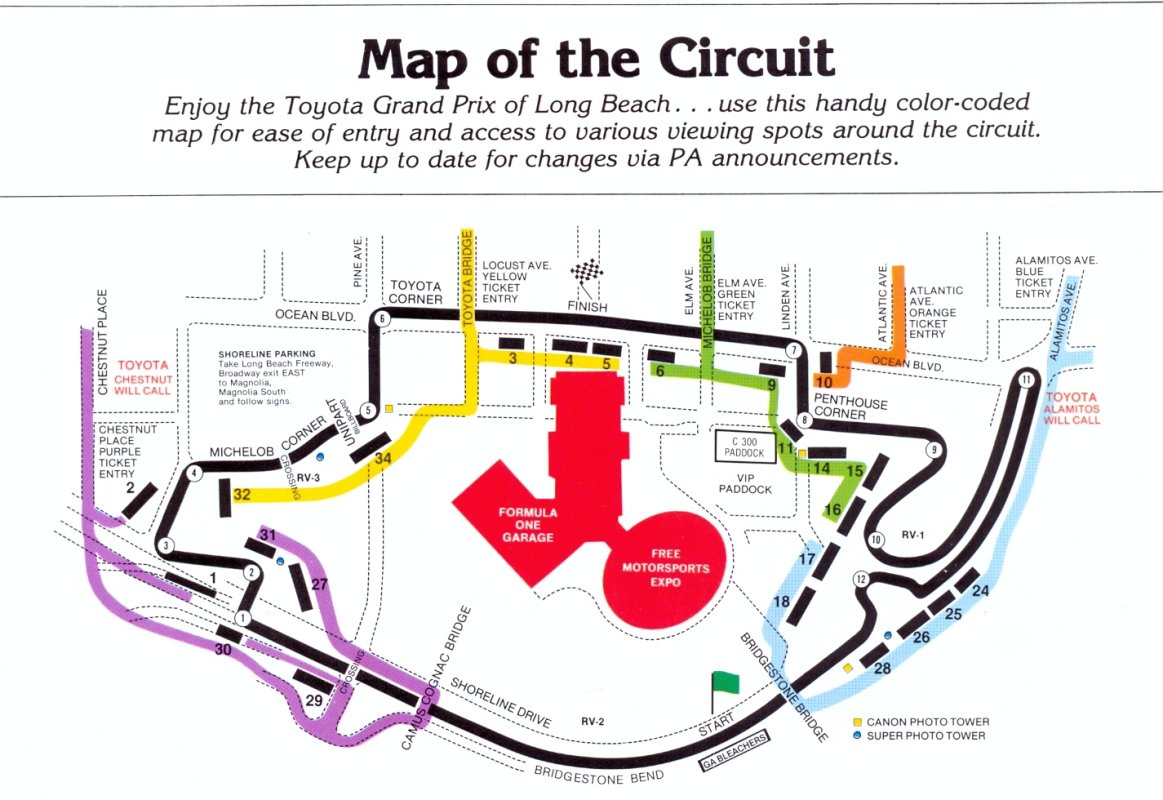 Map of the Circuit
Enjoy the Toyota Grand Prix of Long Beach . . . use this handy color-coded
map for ease of entry and access to various viewing spots around the circuit.
Keep up to date for changes via PA announcements.
CHESTNUT PLACE
TOYOTA
CHESTNUT
WILL CALL
CHESTNUT
PLACE
PURPLE
TICKET
ENTRY
SHORELINE PARKING
Take Long Beach Freeway,
Broadway exit EAST
to Magnolia,
Magnolia South
and follow signs.
PINE AVE.
OCEAN BLVD.
TOYOTA
CORNER
TOYOTA BRIDGE
LOCUST AVE.
YELLOW
TICKET
ENTRY
FINISH
ELM AVE.
MICHELOB BRIDGE
ELM AVE.
GREEN
TICKET
ENTRY
LINDEN AVE.
ATLANTIC AVE.
ATLANTIC
AVE.
ORANGE
TICKET
ENTRY
OCEAN BLVD.
ALAMITOS AVE.
BLUE
TICKET
ENTRY
ALAMITOS AVE.
TOYOTA
ALAMITOS
WILL CALL
PENTHOUSE
CORNER
MICHELOB
CORNER
UNIPART
BILLBOARD
CROSSING
RV-3
C 300
PADDOCK
VIP
PADDOCK
RV-1
FORMULA
ONE
GARAGE
FREE
MOTORSPORTS
EXPO
CROSSING
CAMUS COGNAC BRIDGE
SHORELINE DRIVE
RV-2
START
GA BLEACHERS
BRIDGESTONE BEND
BRIDGESTONE BRIDGE
CANON PHOTO TOWER
SUPER PHOTO TOWER
1
2
3
4
5
6
7
8
9
10
11
12
1
2
3
4
5
6
9
10
11
14
15
16
17
18
24
25
26
28
27
29
30
31
32
34